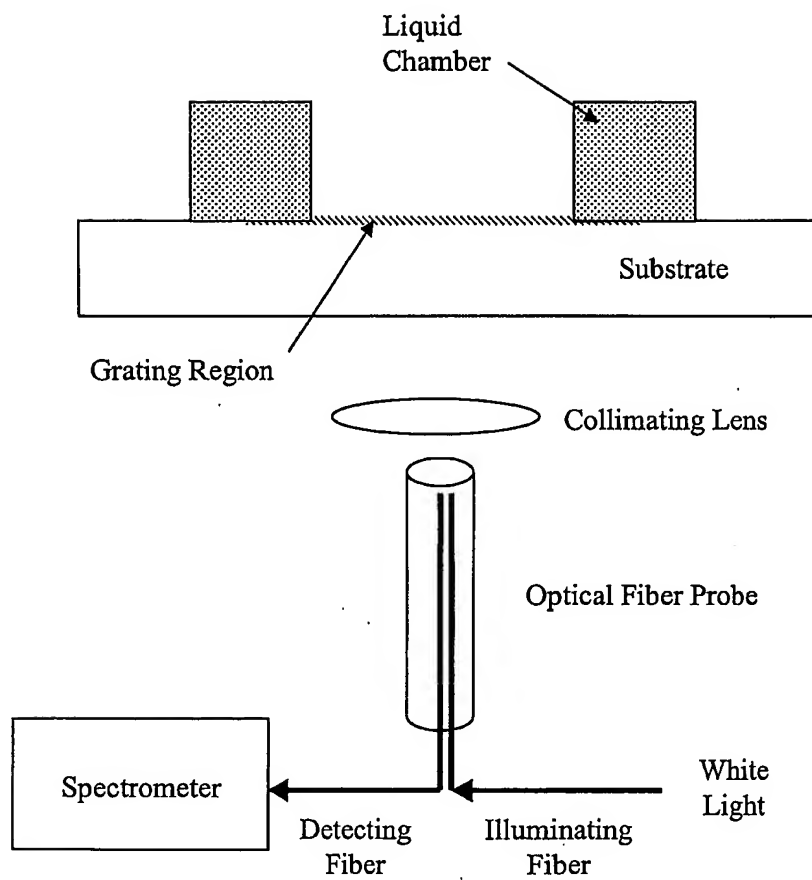 Liquid
Chamber
Substrate
Grating Region
Collimating Lens
Optical Fiber Probe
Spectrometer
White
Light
Detecting
Fiber
Illuminating
Fiber